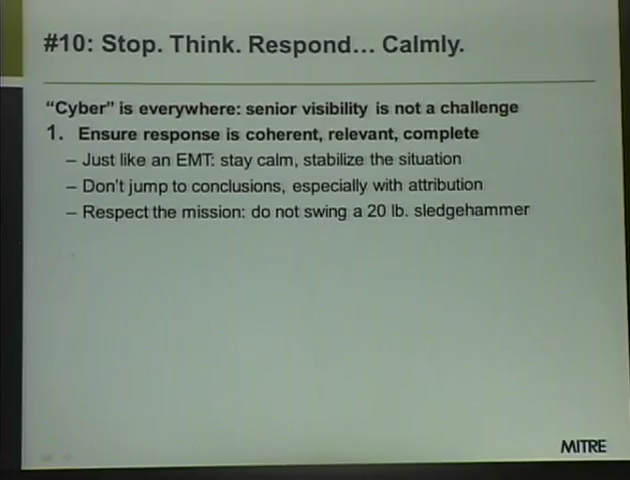 #10: Stop. Think. Respond... Calmly.
"Cyber" is everywhere: senior visibility is not a challenge
1. Ensure response is coherent, relevant, complete
– Just like an EMT: stay calm, stabilize the situation
– Don't jump to conclusions, especially with attribution
– Respect the mission: do not swing a 20 lb. sledgehammer
MITRE